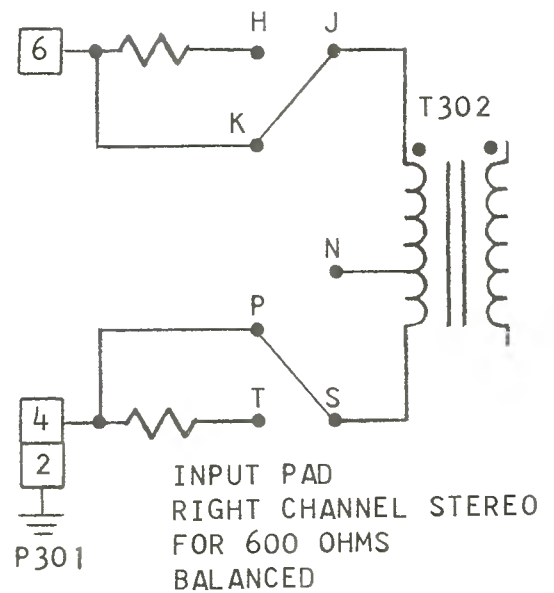 6
H
J
K
T302
N
P
4
T
S
2
P301
INPUT PAD
RIGHT CHANNEL STEREO
FOR 600 OHMS
BALANCED